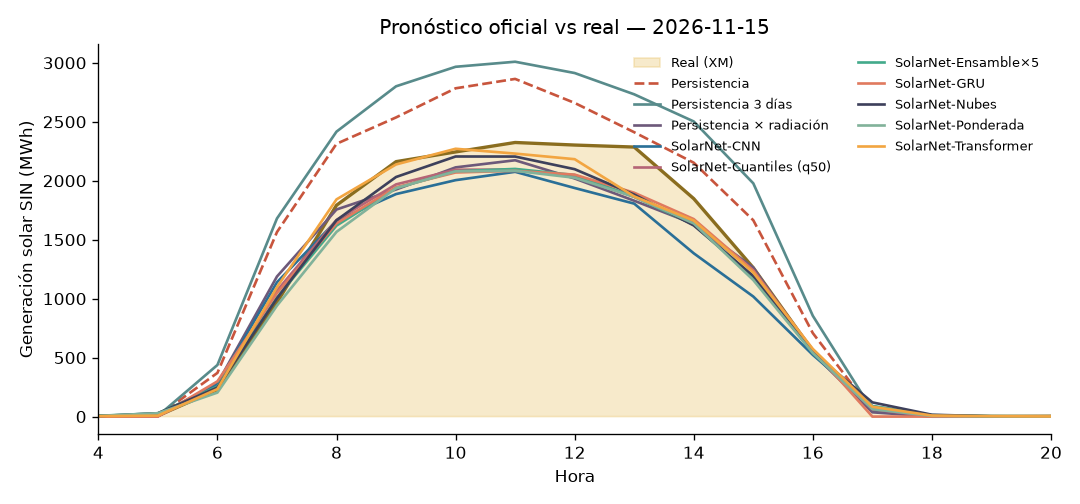 Pronóstico oficial vs real — 2026-11-15
Generación solar SIN (MWh)
3000
2500
2000
1500
1000
500
0
Real (XM)
Persistencia
Persistencia 3 días
Persistencia × radiación
SolarNet-CNN
SolarNet-Cuantiles (q50)
SolarNet-Ensamble×5
SolarNet-GRU
SolarNet-Nubes
SolarNet-Ponderada
SolarNet-Transformer
4 6 8 10 12 14 16 18 20
Hora